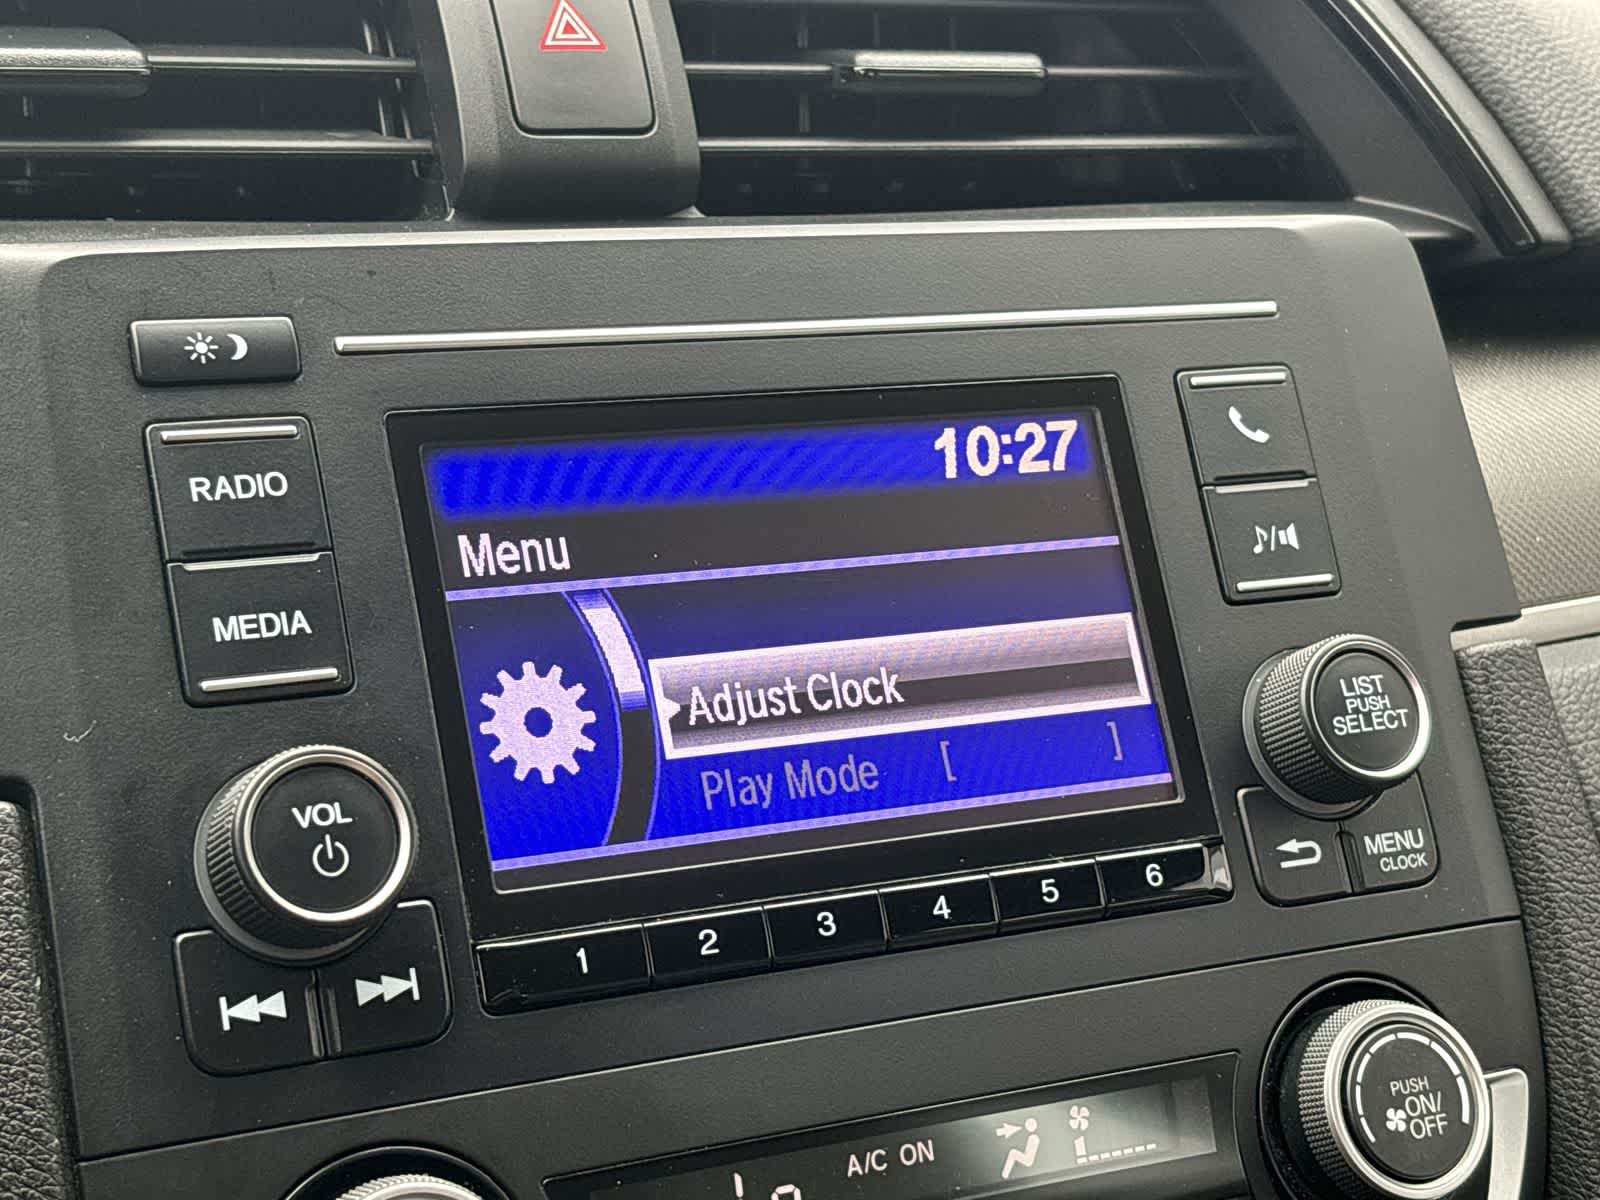 10:27
RADIO
Menu
MEDIA
Adjust Clock
LIST
PUSH
SELECT
Play Mode [ ]
VOL
MENU
CLOCK
1 2 3 4 5 6
PUSH
ON/
OFF
A/C ON